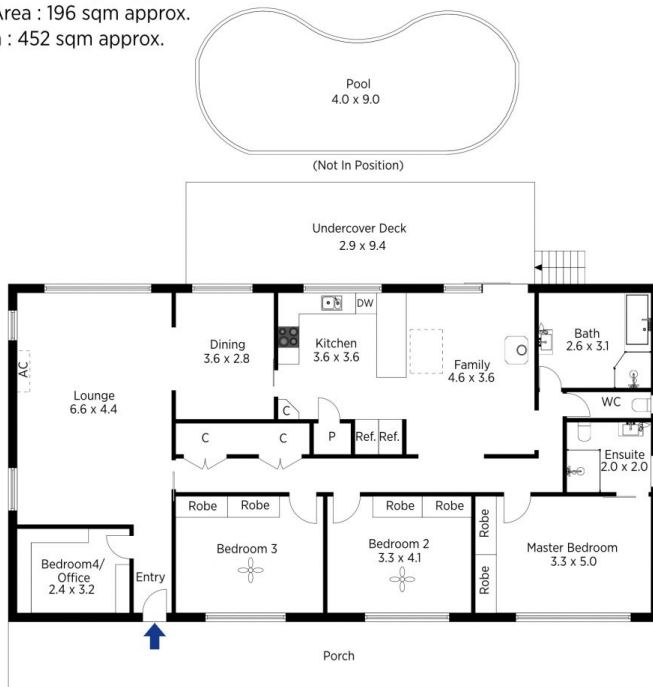 Area : 196 sqm approx.
: 452 sqm approx.
Pool
4.0 x 9.0
(Not In Position)
Undercover Deck
2.9 x 9.4
DW
Bath
2.6 x 3.1
Dining
3.6 x 2.8
Kitchen
3.6 x 3.6
Family
4.6 x 3.6
AC
Lounge
6.6 x 4.4
C
WC
C
C
P
Ref.
Ref.
Ensuite
2.0 x 2.0
Robe
Robe
Robe
Robe
Robe
Robe
Bedroom 3
Bedroom 2
3.3 x 4.1
Master Bedroom
3.3 x 5.0
Bedroom4/
Office
2.4 x 3.2
Entry
Porch